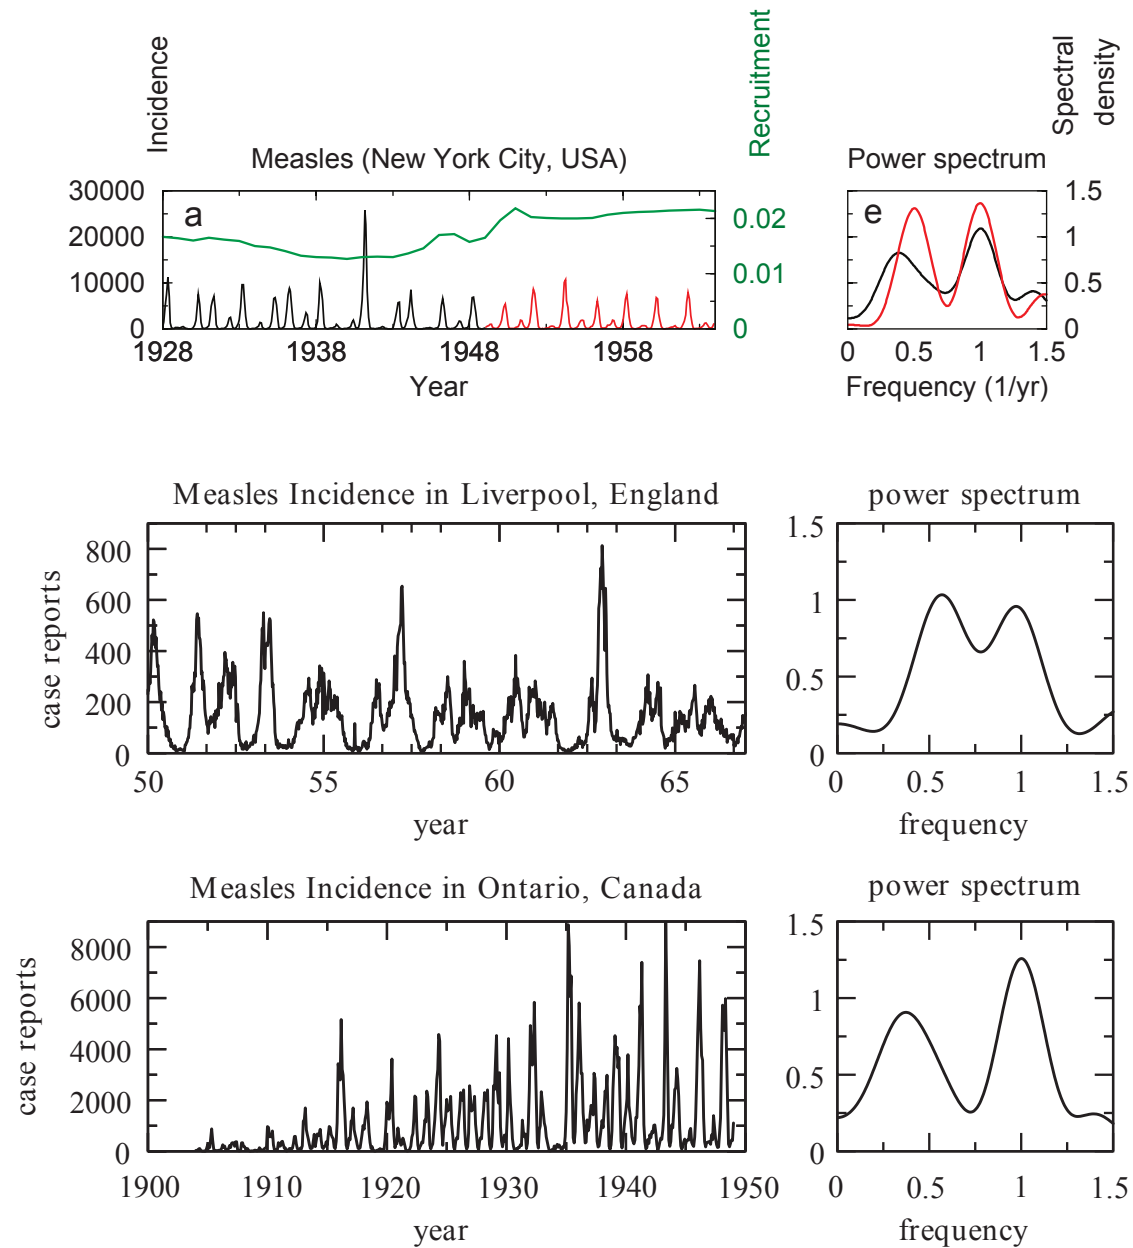 Incidence
Recruitment
Spectral
density
Measles (New York City, USA)
Power spectrum
30000
20000
10000
0
a
0.02
0.01
0
1928
1938
1948
1958
Year
e
1.5
1
0.5
0
0
0.5
1
1.5
Frequency (1/yr)
Measles Incidence in Liverpool, England
power spectrum
case reports
800
600
400
200
0
50
55
60
65
year
1.5
1
0.5
0
0
0.5
1
1.5
frequency
Measles Incidence in Ontario, Canada
power spectrum
case reports
8000
6000
4000
2000
0
1900
1910
1920
1930
1940
1950
year
1.5
1
0.5
0
0
0.5
1
1.5
frequency